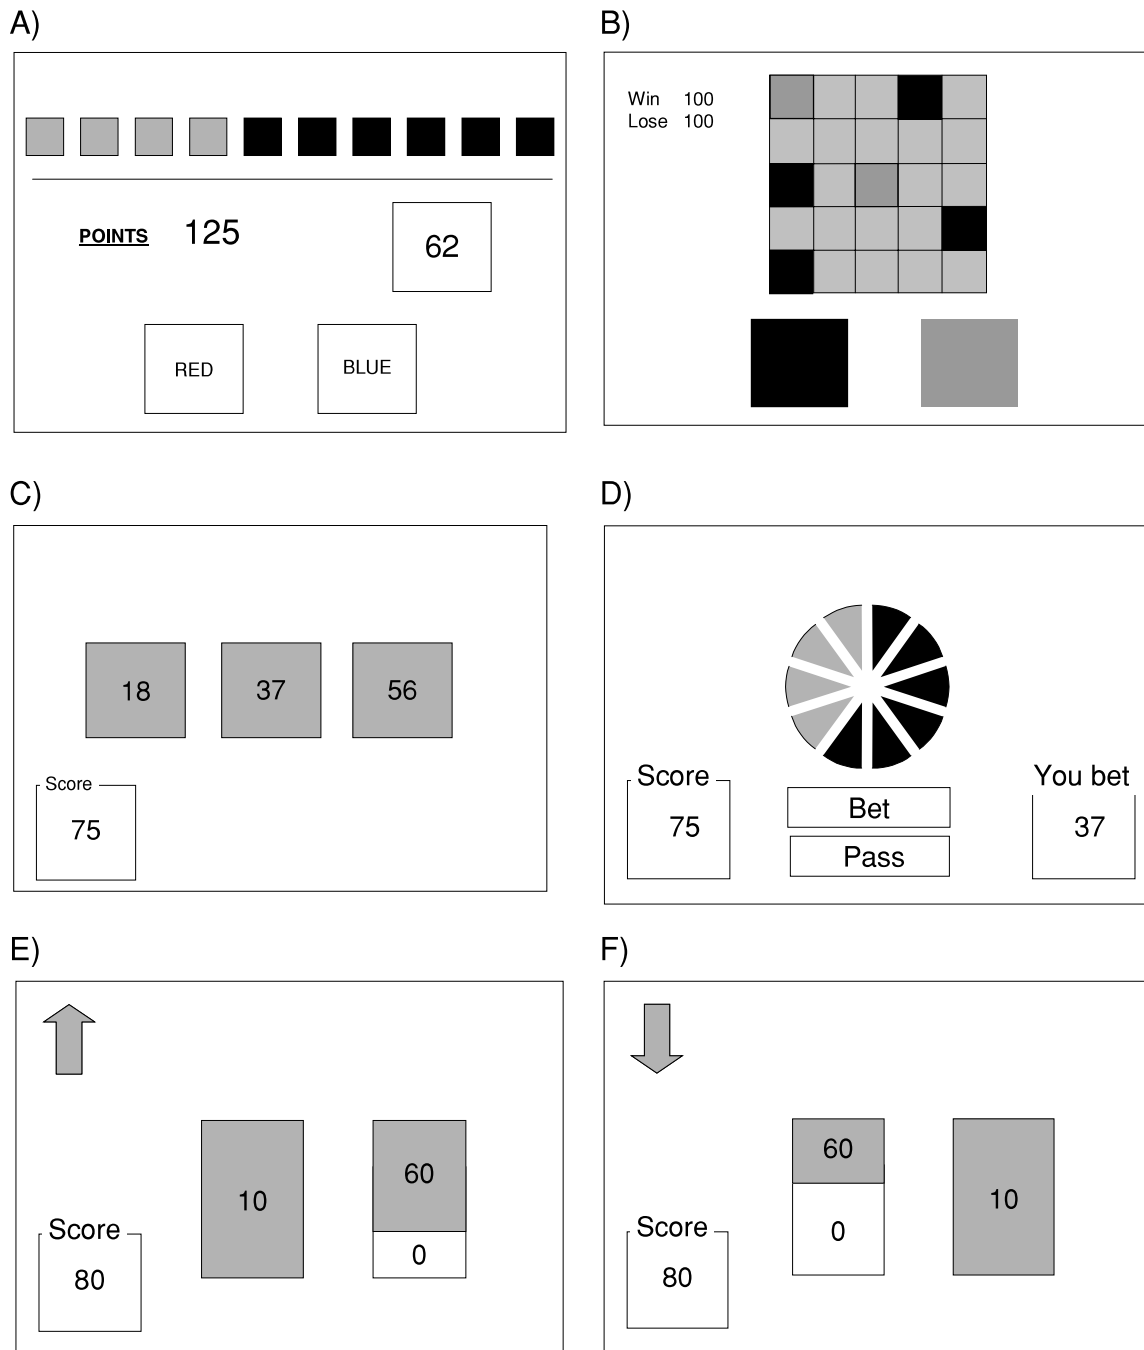 A)
POINTS 125
62
RED BLUE
B)
Win 100
Lose 100
C)
18 37 56
Score
75
D)
Score
75
Bet
Pass
You bet
37
E)
10
60
0
Score
80
F)
60
0
10
Score
80